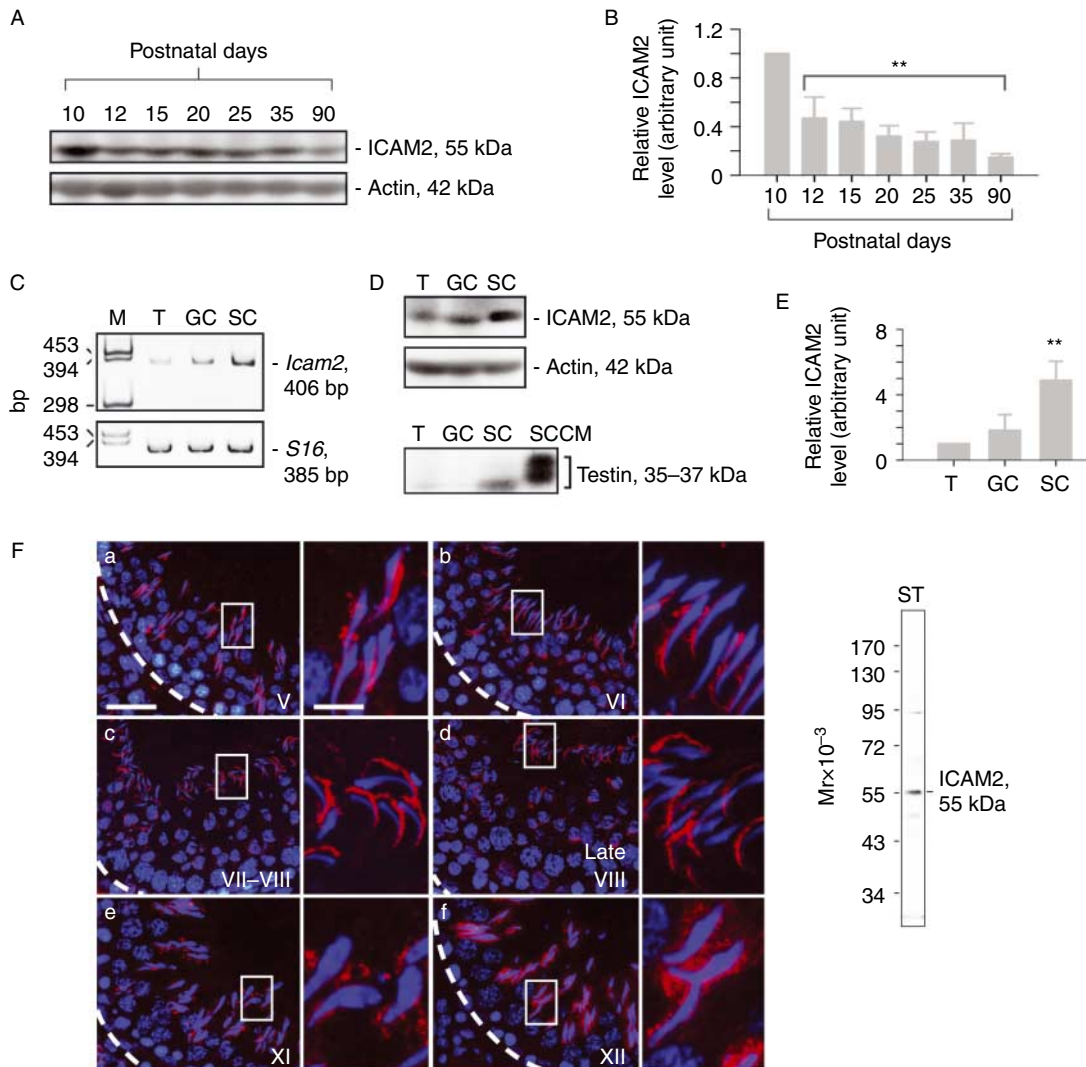 A
Postnatal days
10 12 15 20 25 35 90
- ICAM2, 55 kDa
- Actin, 42 kDa
B
Relative ICAM2
level (arbitrary unit)
1.2
0.8
0.4
0
**
10 12 15 20 25 35 90
Postnatal days
C
M T GC SC
bp
453
394
298
- Icam2,
406 bp
453
394
- S16,
385 bp
D
T GC SC
- ICAM2, 55 kDa
- Actin, 42 kDa
T GC SC SCCM
Testin, 35–37 kDa
E
Relative ICAM2
level (arbitrary unit)
8
4
0
**
T GC SC
F
a
V
b
VI
c
VII–VIII
d
Late
VIII
e
XI
f
XII
ST
Mr×10⁻³
170
130
95
72
55
43
34
ICAM2,
55 kDa